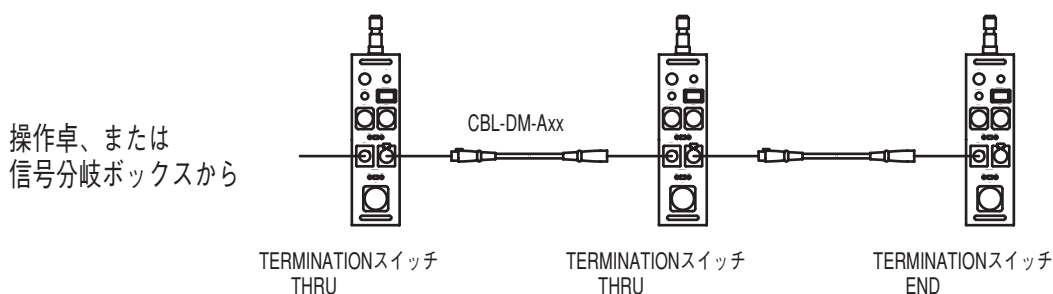 操作卓、または
信号分岐ボックスから
CBL-DM-Axx
TERMINATIONスイッチ
THRU
TERMINATIONスイッチ
THRU
TERMINATIONスイッチ
END